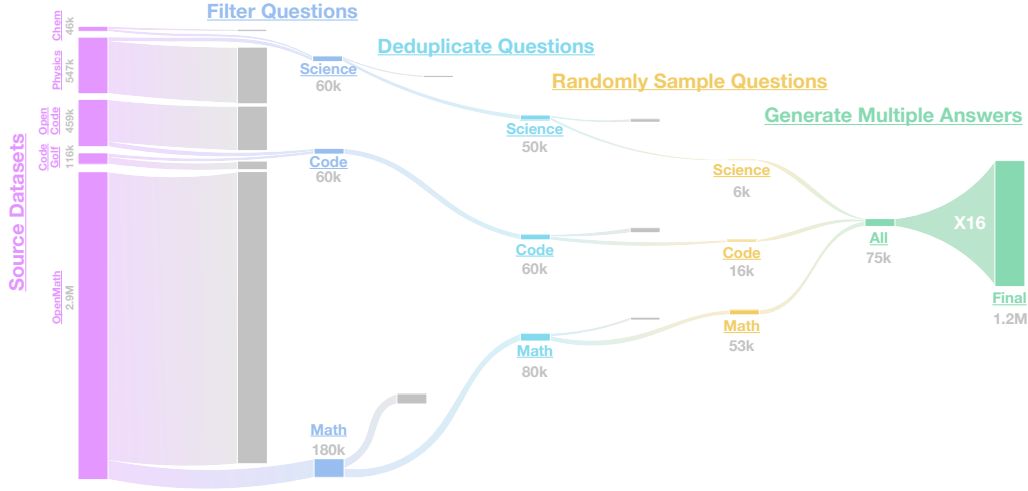 Filter Questions
Deduplicate Questions
Randomly Sample Questions
Generate Multiple Answers
Source Datasets
Chem
46k
Physics
547k
Open
Code
459k
Code
Golf
116k
OpenMath
2.9M
Science
60k
Code
60k
Math
180k
Science
50k
Code
60k
Math
80k
Science
6k
Code
16k
Math
53k
All
75k
X16
Final
1.2M